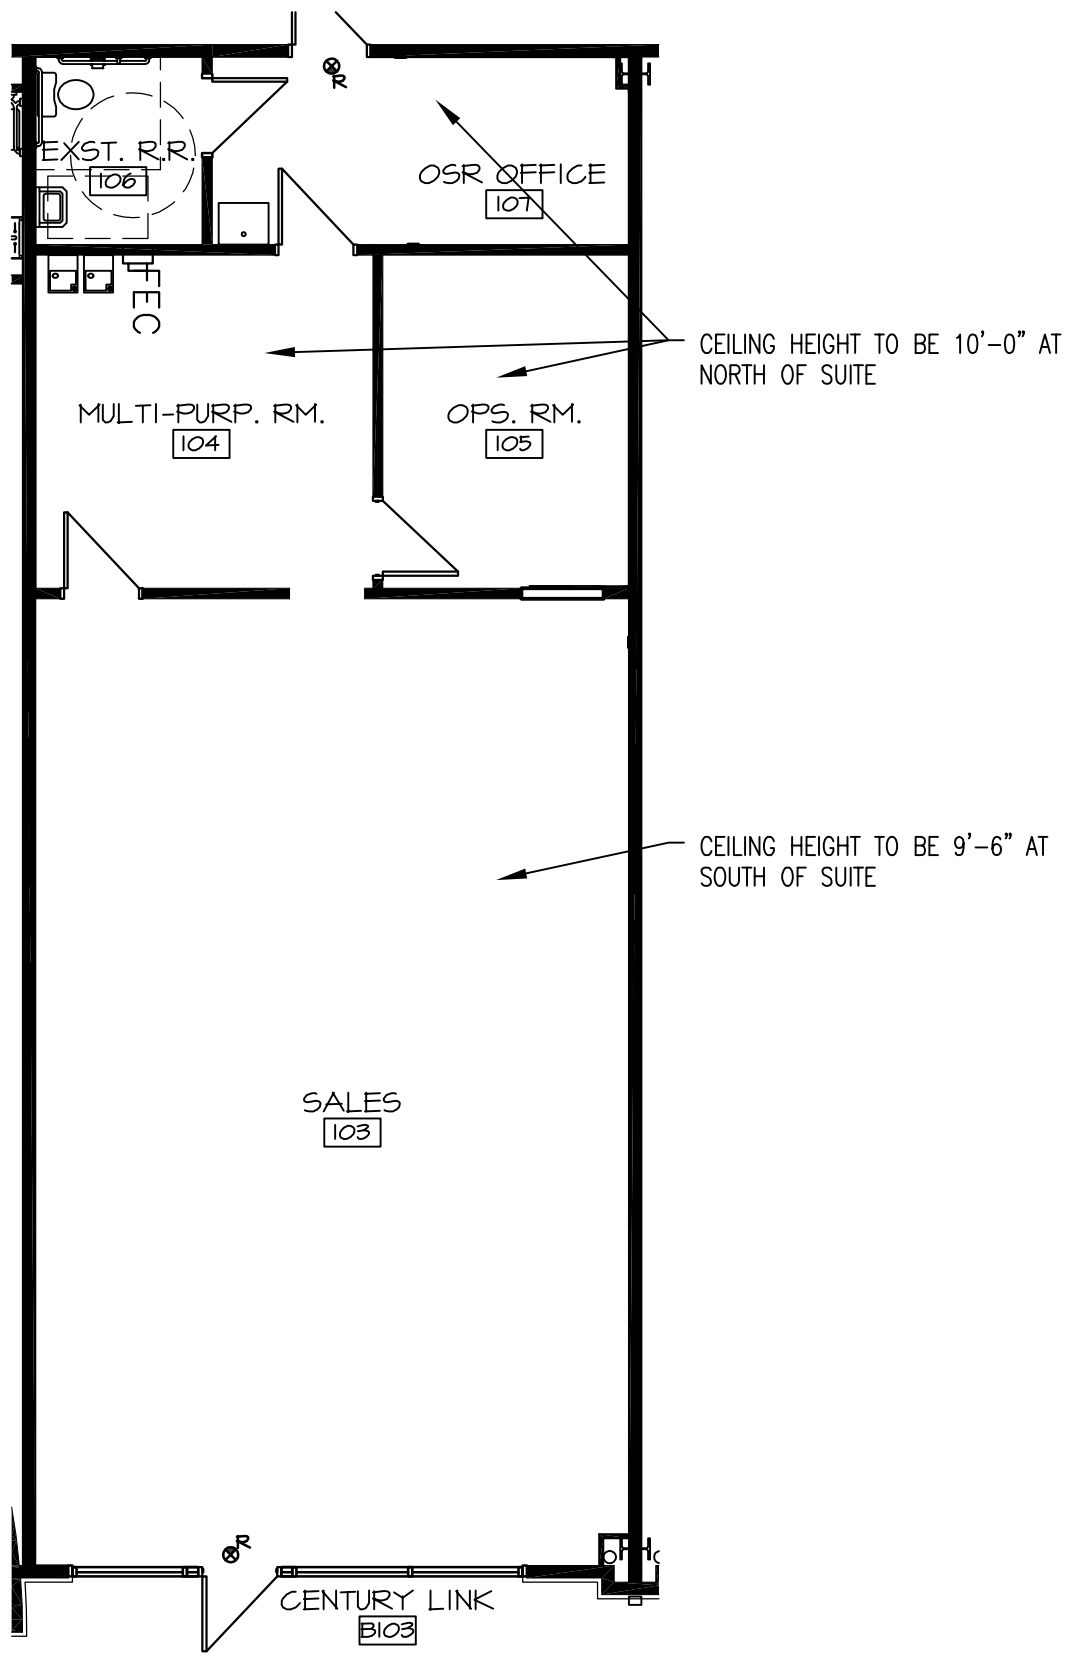 R
EXST. R.R.
106
OSR OFFICE
107
FEC
CEILING HEIGHT TO BE 10'-0" AT
NORTH OF SUITE
MULTI-PURP. RM.
104
OPS. RM.
105
CEILING HEIGHT TO BE 9'-6" AT
SOUTH OF SUITE
SALES
103
R
CENTURY LINK
B103